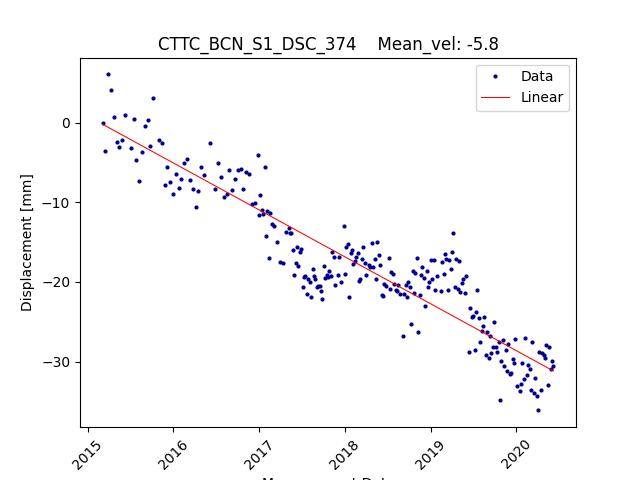 CTTC_BCN_S1_DSC_374    Mean_vel: -5.8
Data
Linear
Displacement [mm]
0
−10
−20
−30
2015
2016
2017
2018
2019
2020